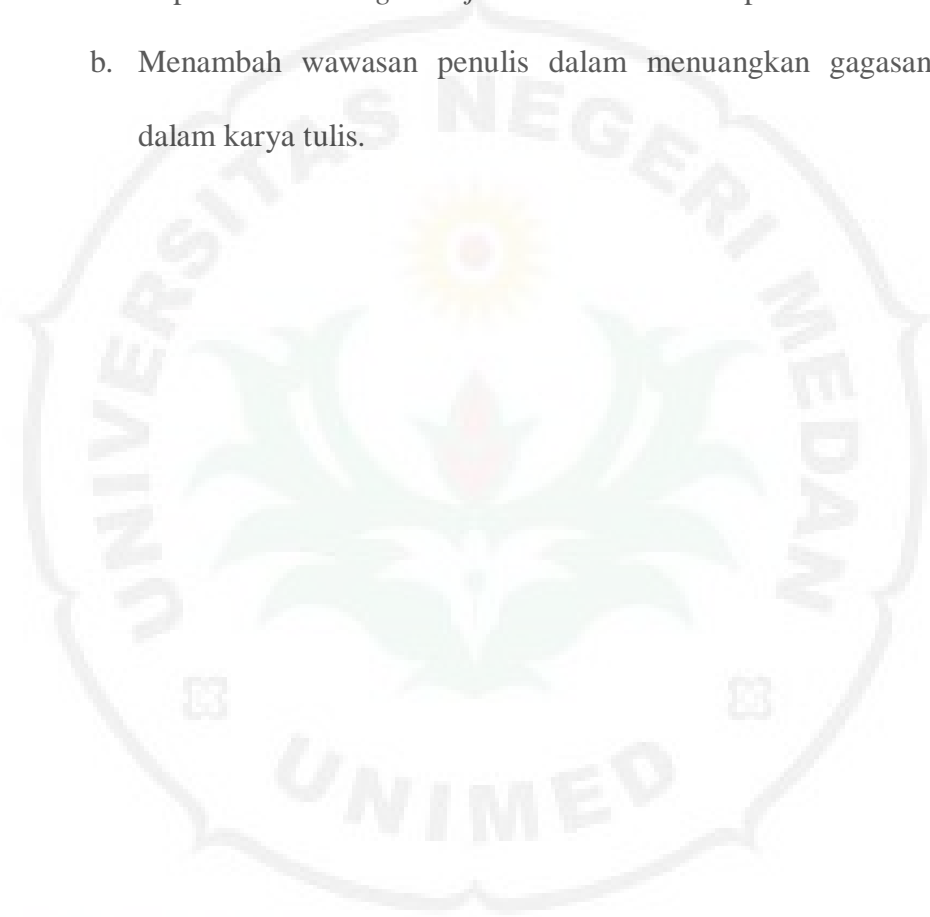 b. Menambah wawasan penulis dalam menuangkan gagasan
dalam karya tulis.
UNIVERSITAS NEGERI MEDAN
UNIMED